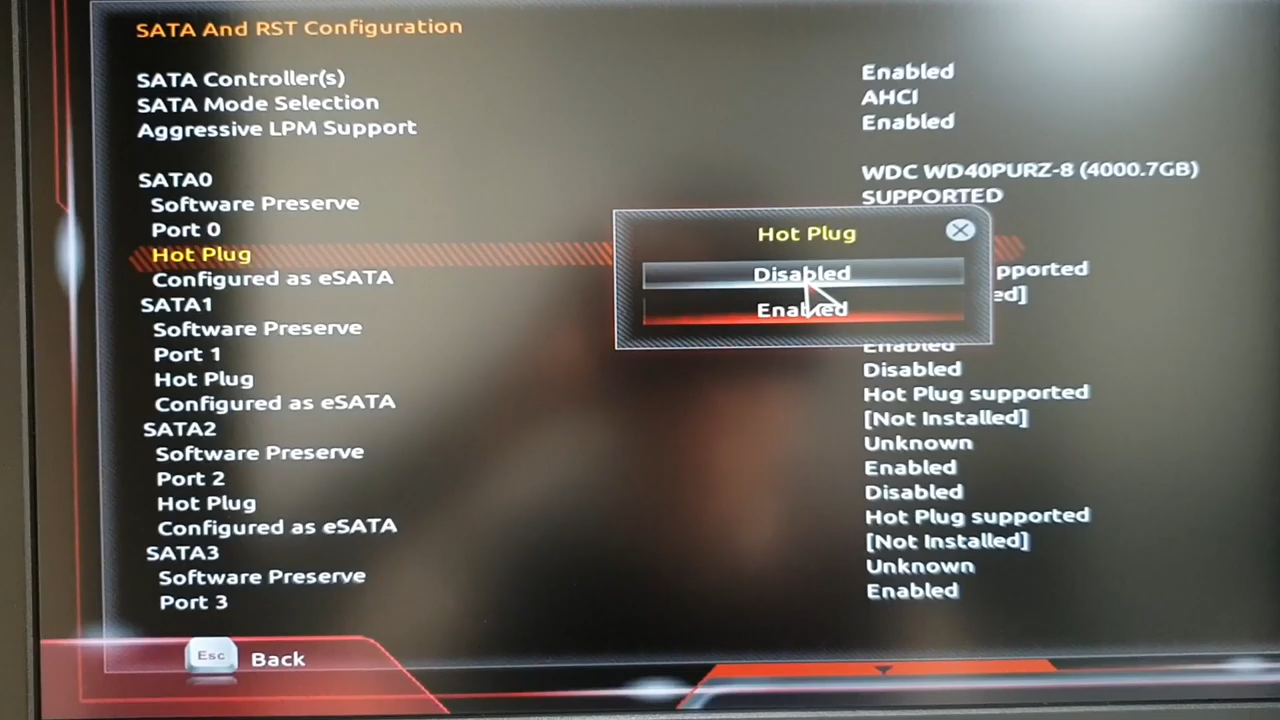 SATA And RST Configuration
SATA Controller(s) Enabled
SATA Mode Selection AHCI
Aggressive LPM Support Enabled
SATA0 WDC WD40PURZ-8 (4000.7GB)
Software Preserve SUPPORTED
Port 0
Hot Plug
Configured as eSATA pported
SATA1 ed]
Software Preserve
Port 1 Enabled
Hot Plug Disabled
Configured as eSATA Hot Plug supported
SATA2 [Not Installed]
Software Preserve Unknown
Port 2 Enabled
Hot Plug Disabled
Configured as eSATA Hot Plug supported
SATA3 [Not Installed]
Software Preserve Unknown
Port 3 Enabled
Hot Plug
Disabled
Enabled
Esc Back